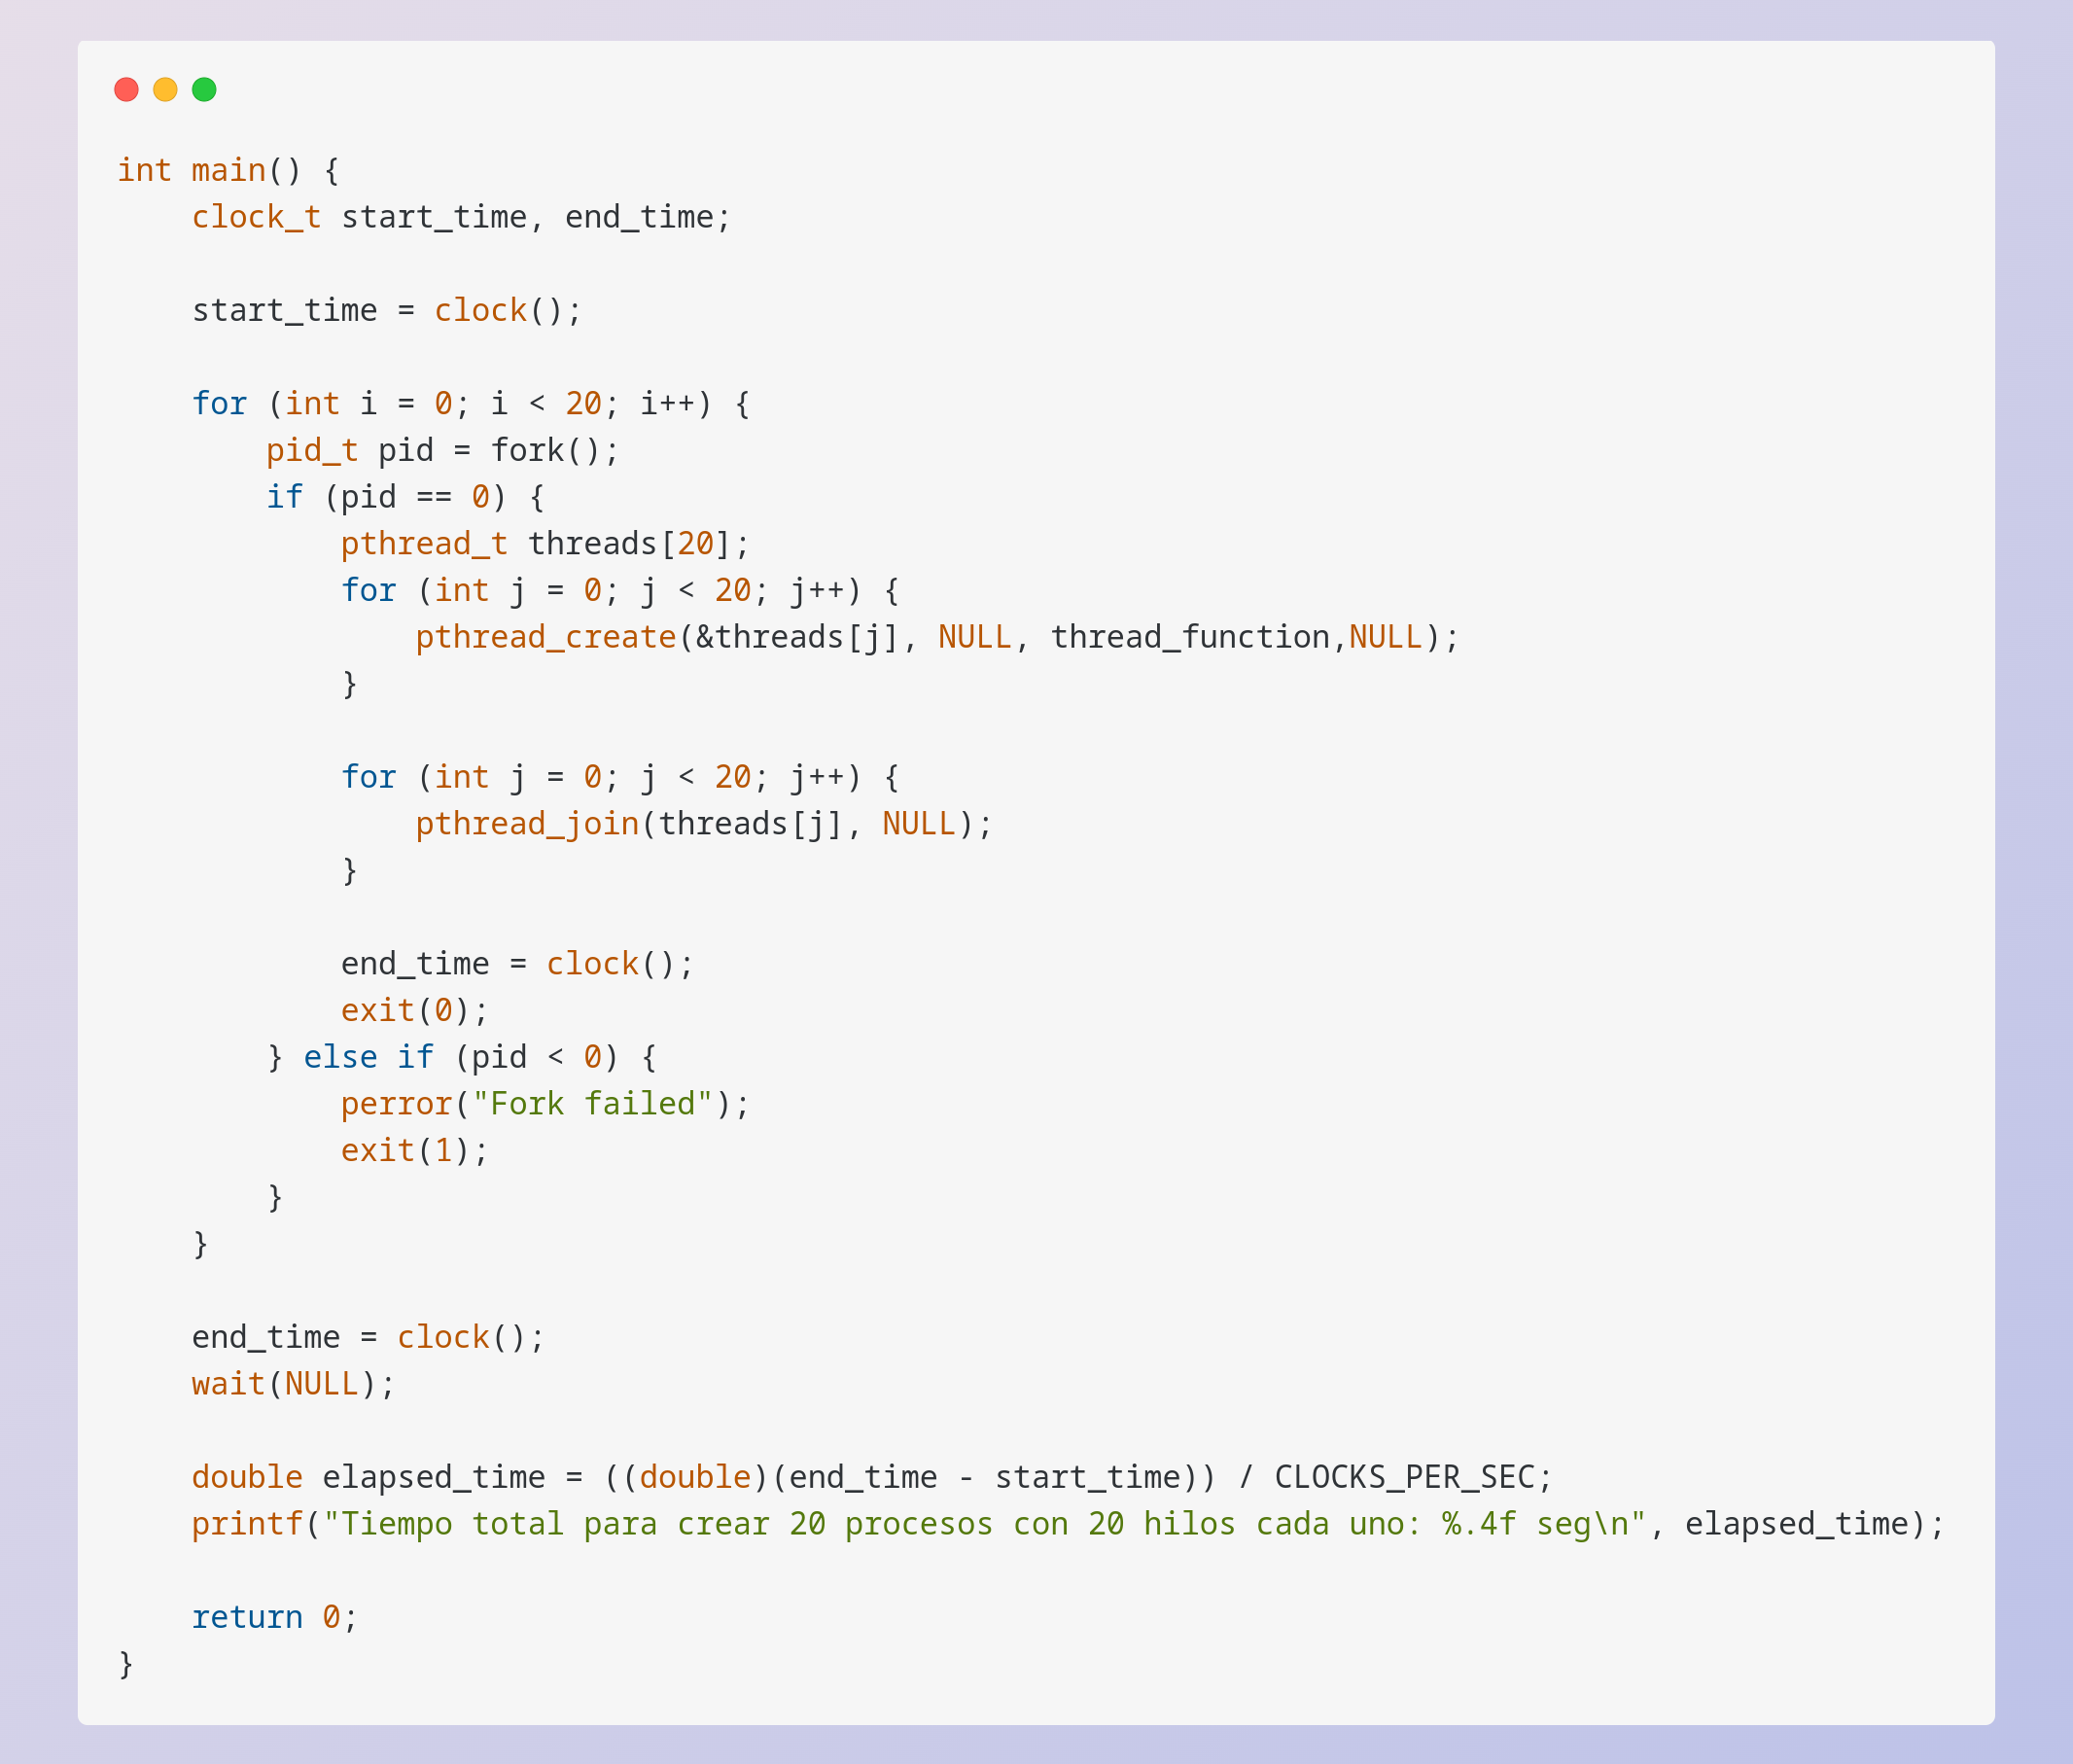 int main() {
    clock_t start_time, end_time;

    start_time = clock();

    for (int i = 0; i < 20; i++) {
        pid_t pid = fork();
        if (pid == 0) {
            pthread_t threads[20];
            for (int j = 0; j < 20; j++) {
                pthread_create(&threads[j], NULL, thread_function,NULL);
            }

            for (int j = 0; j < 20; j++) {
                pthread_join(threads[j], NULL);
            }

            end_time = clock();
            exit(0);
        } else if (pid < 0) {
            perror("Fork failed");
            exit(1);
        }
    }

    end_time = clock();
    wait(NULL);

    double elapsed_time = ((double)(end_time - start_time)) / CLOCKS_PER_SEC;
    printf("Tiempo total para crear 20 procesos con 20 hilos cada uno: %.4f seg\n", elapsed_time);

    return 0;
}